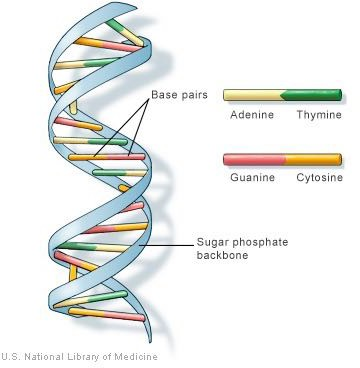 Base pairs
Adenine Thymine
Guanine Cytosine
Sugar phosphate
backbone
U.S. National Library of Medicine